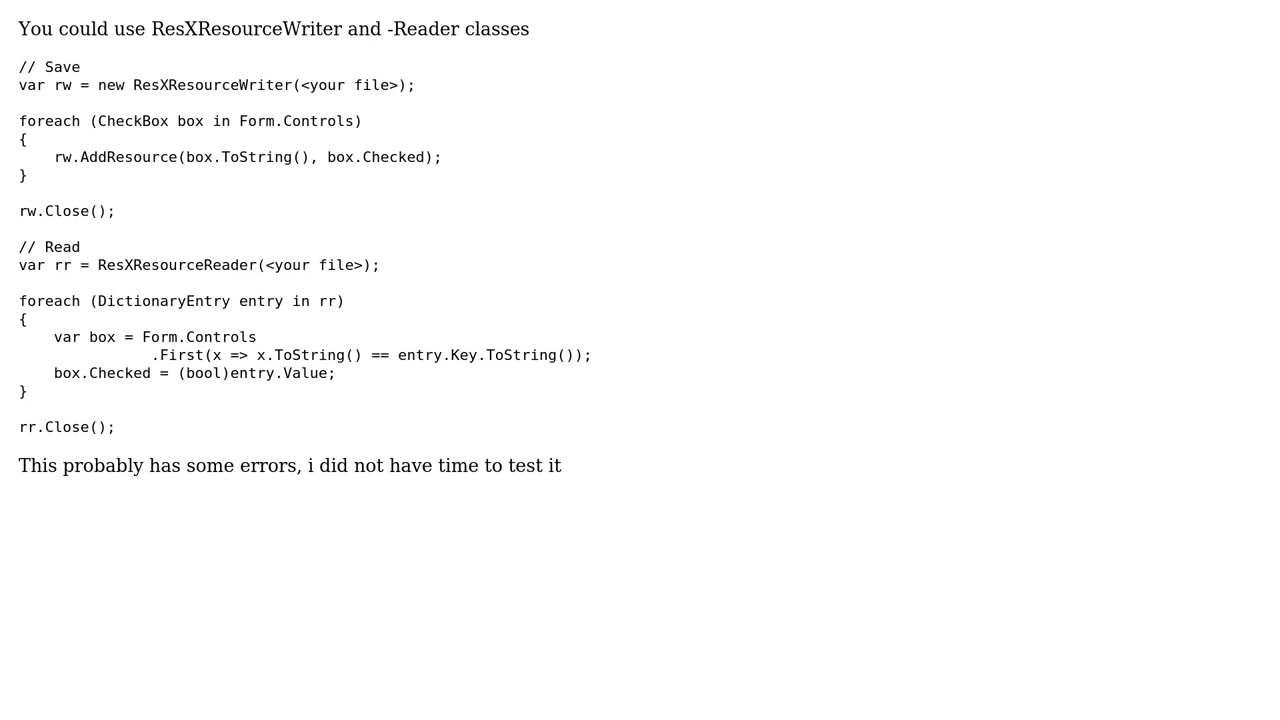 You could use ResXResourceWriter and -Reader classes
// Save
var rw = new ResXResourceWriter(<your file>);
foreach (CheckBox box in Form.Controls)
{
    rw.AddResource(box.ToString(), box.Checked);
}
rw.Close();
// Read
var rr = ResXResourceReader(<your file>);
foreach (DictionaryEntry entry in rr)
{
    var box = Form.Controls
               .First(x => x.ToString() == entry.Key.ToString());
    box.Checked = (bool)entry.Value;
}
rr.Close();
This probably has some errors, i did not have time to test it